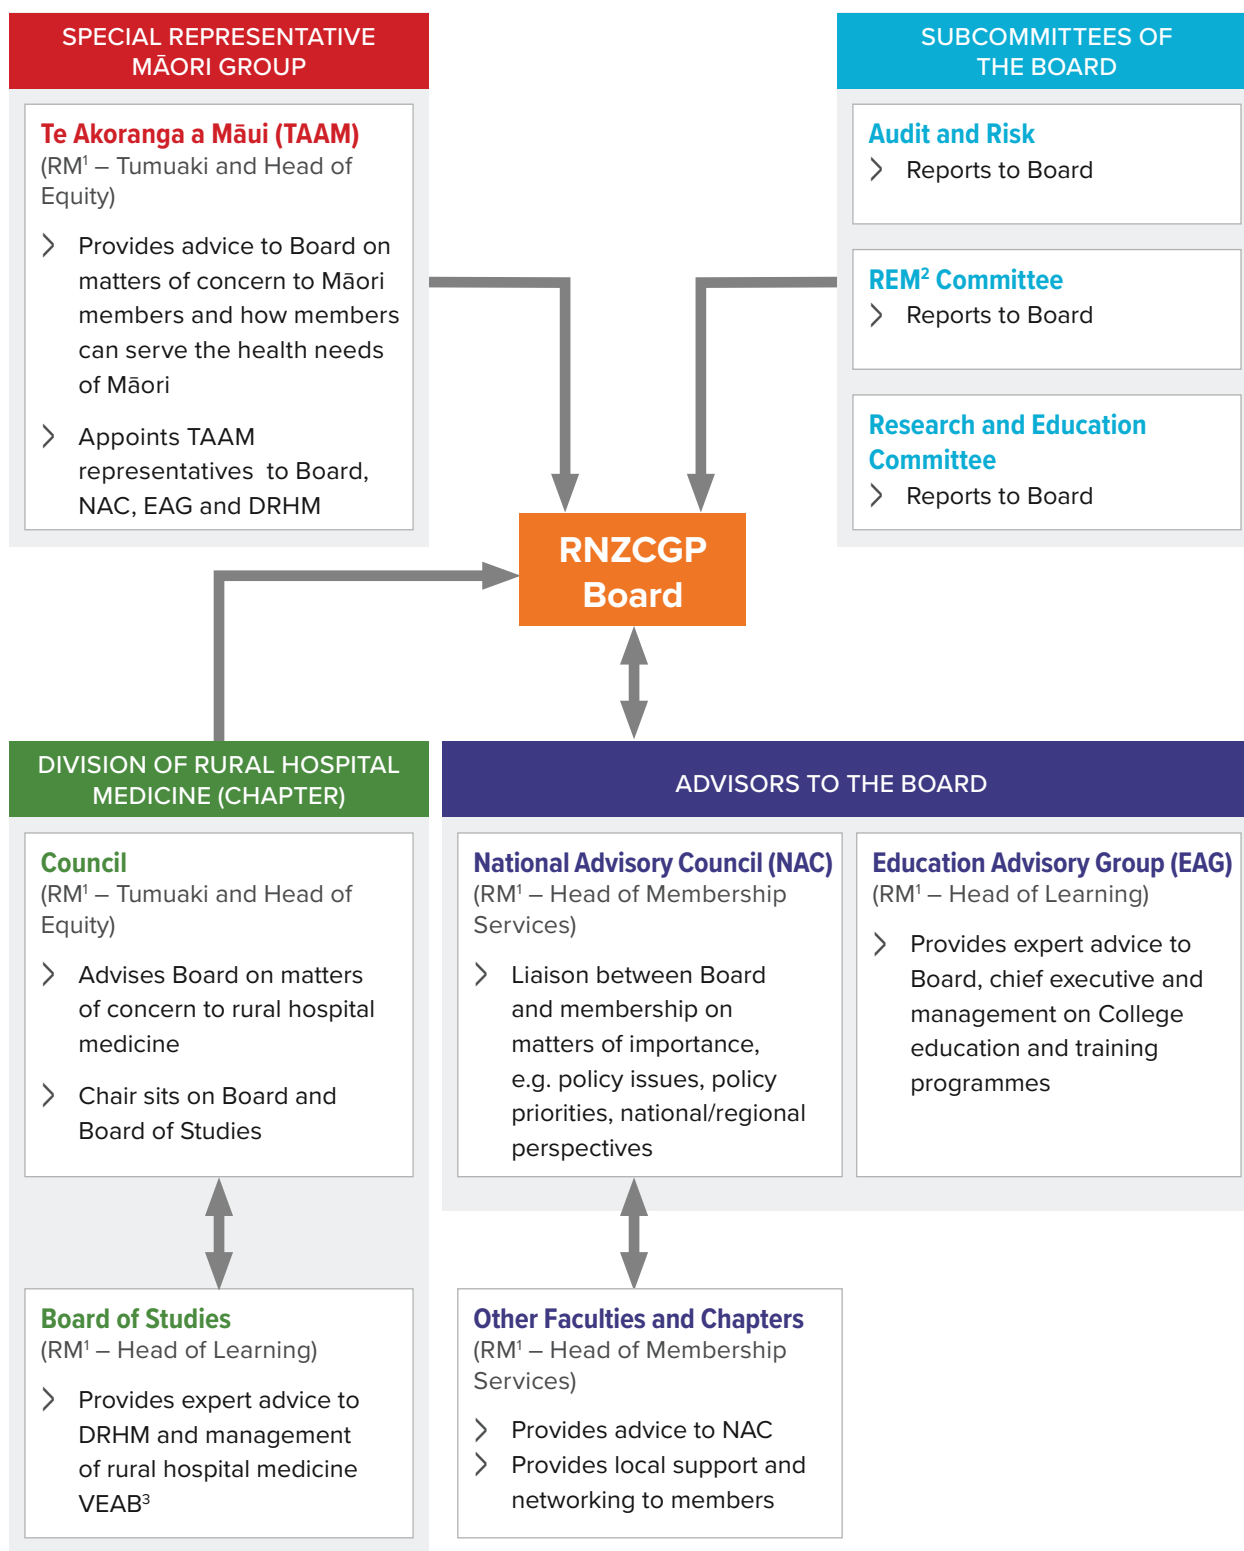 SPECIAL REPRESENTATIVE
MĀORI GROUP
Te Akoranga a Māui (TAAM)
(RM¹ – Tumuaki and Head of
Equity)
Provides advice to Board on
matters of concern to Māori
members and how members
can serve the health needs
of Māori
Appoints TAAM
representatives to Board,
NAC, EAG and DRHM
SUBCOMMITTEES OF
THE BOARD
Audit and Risk
Reports to Board
REM² Committee
Reports to Board
Research and Education
Committee
Reports to Board
RNZCGP
Board
DIVISION OF RURAL HOSPITAL
MEDICINE (CHAPTER)
Council
(RM¹ – Tumuaki and Head of
Equity)
Advises Board on matters
of concern to rural hospital
medicine
Chair sits on Board and
Board of Studies
Board of Studies
(RM¹ – Head of Learning)
Provides expert advice to
DRHM and management
of rural hospital medicine
VEAB³
ADVISORS TO THE BOARD
National Advisory Council (NAC)
(RM¹ – Head of Membership
Services)
Liaison between Board
and membership on
matters of importance,
e.g. policy issues, policy
priorities, national/regional
perspectives
Education Advisory Group (EAG)
(RM¹ – Head of Learning)
Provides expert advice to
Board, chief executive and
management on College
education and training
programmes
Other Faculties and Chapters
(RM¹ – Head of Membership
Services)
Provides advice to NAC
Provides local support and
networking to members